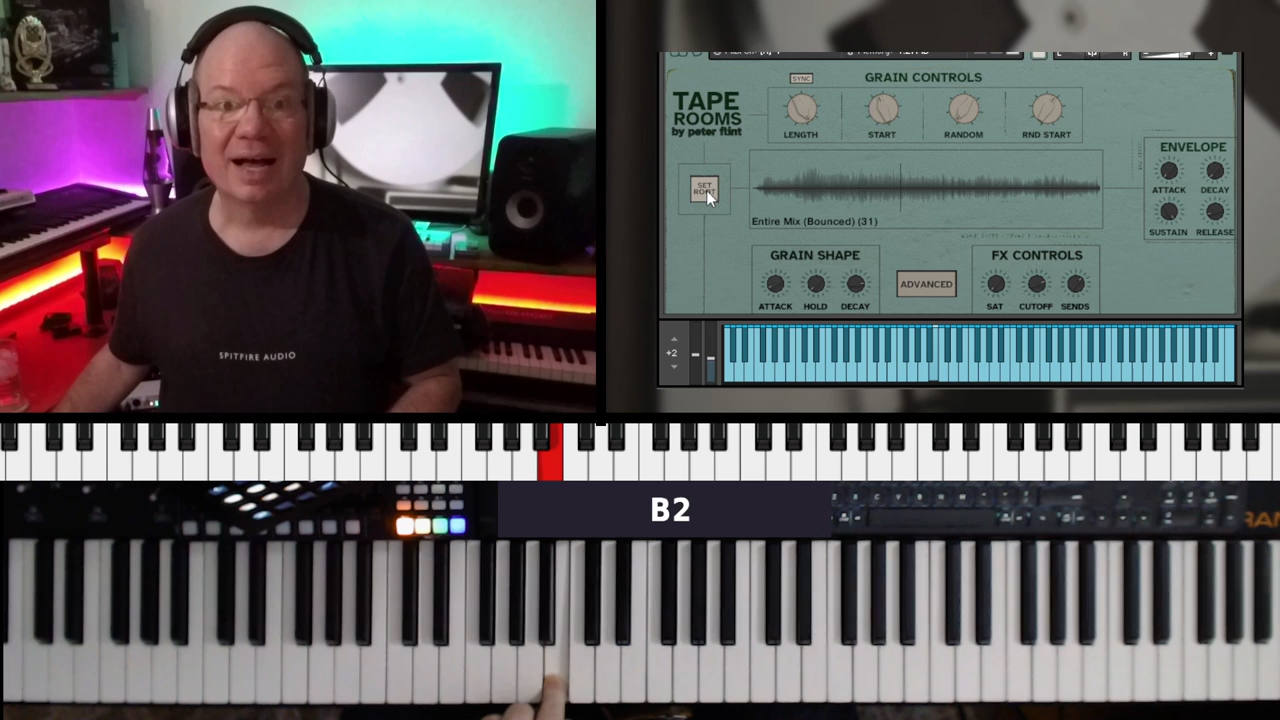 SPITFIRE AUDIO
SYNC
GRAIN CONTROLS
TAPE
ROOMS
by peter flint
LENGTH
START
RANDOM
RND START
SET
ROOT
Entire Mix (Bounced) (31)
ENVELOPE
ATTACK
DECAY
SUSTAIN
RELEASE
GRAIN SHAPE
ATTACK
HOLD
DECAY
ADVANCED
FX CONTROLS
SAT
CUTOFF
SENDS
+2
B2